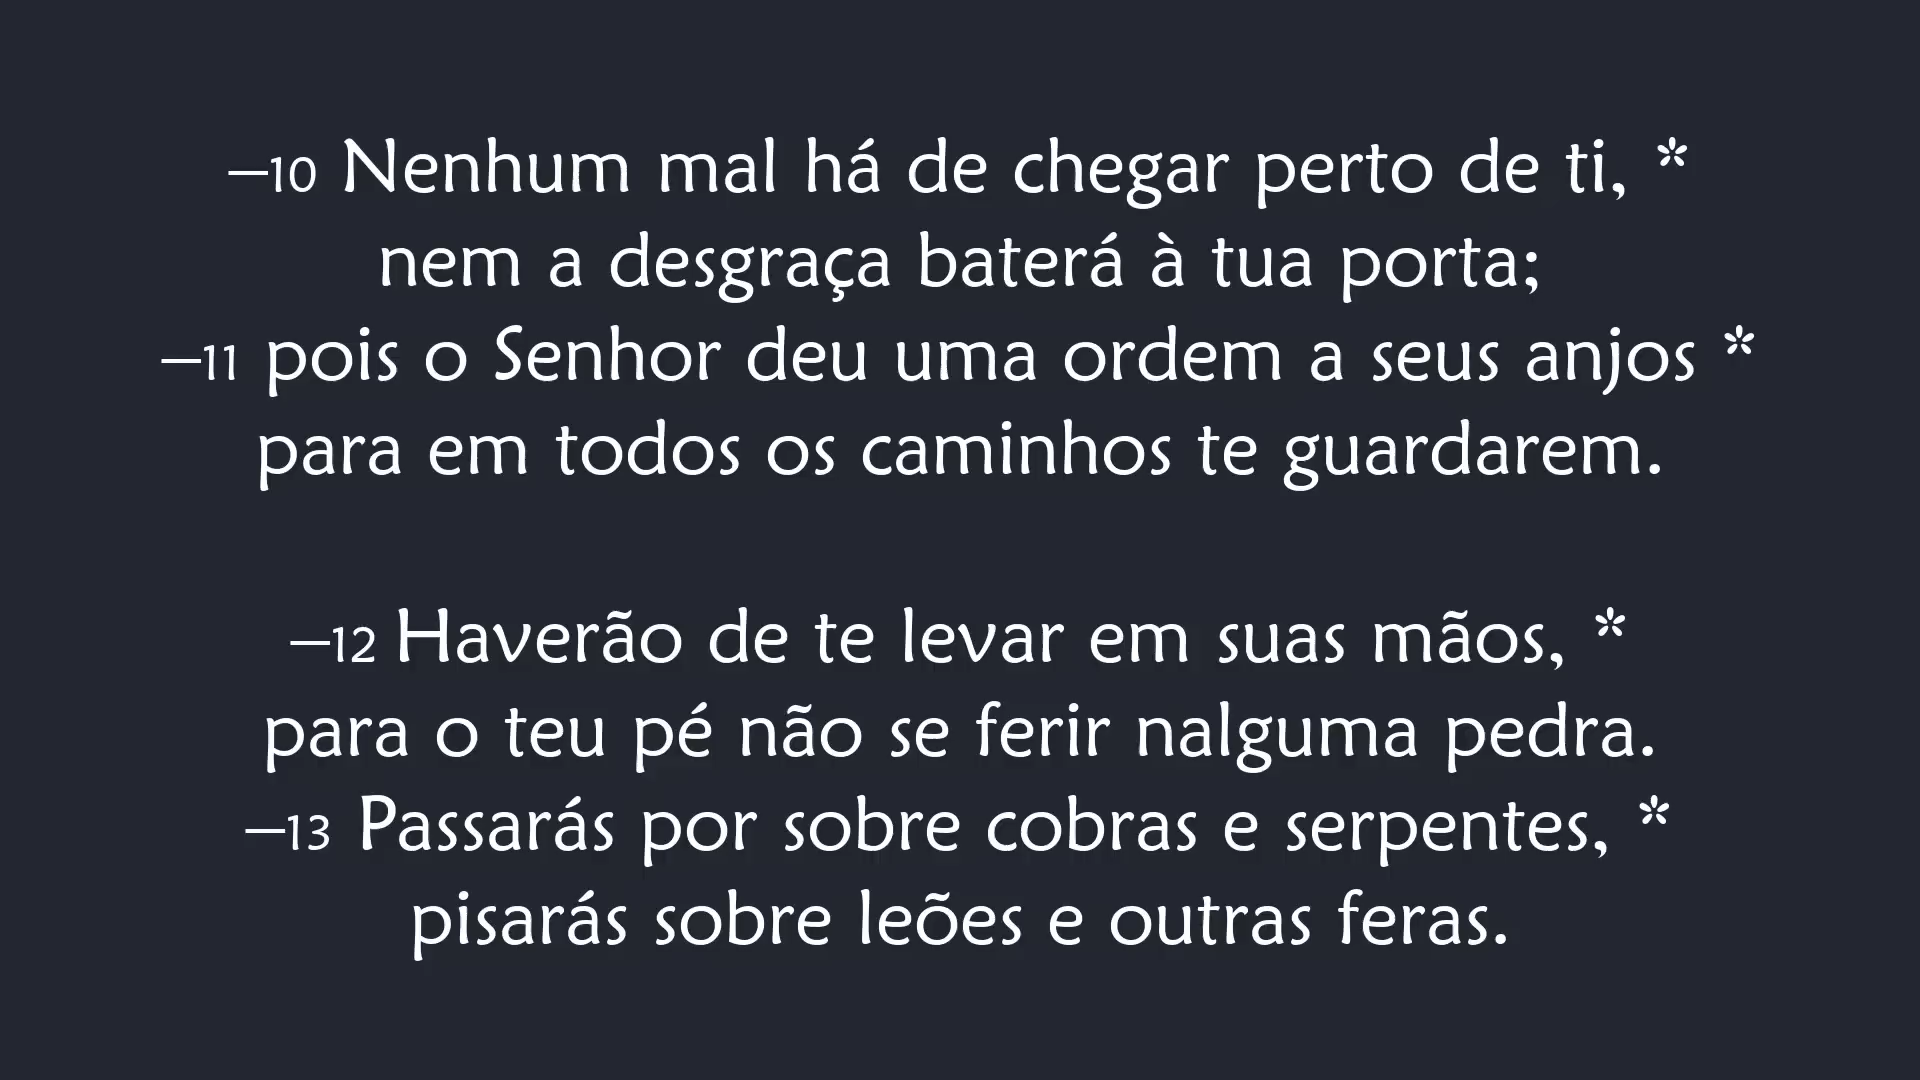 –10 Nenhum mal há de chegar perto de ti, *
nem a desgraça baterá à tua porta;
–11 pois o Senhor deu uma ordem a seus anjos *
para em todos os caminhos te guardarem.
–12 Haverão de te levar em suas mãos, *
para o teu pé não se ferir nalguma pedra.
–13 Passarás por sobre cobras e serpentes, *
pisarás sobre leões e outras feras.